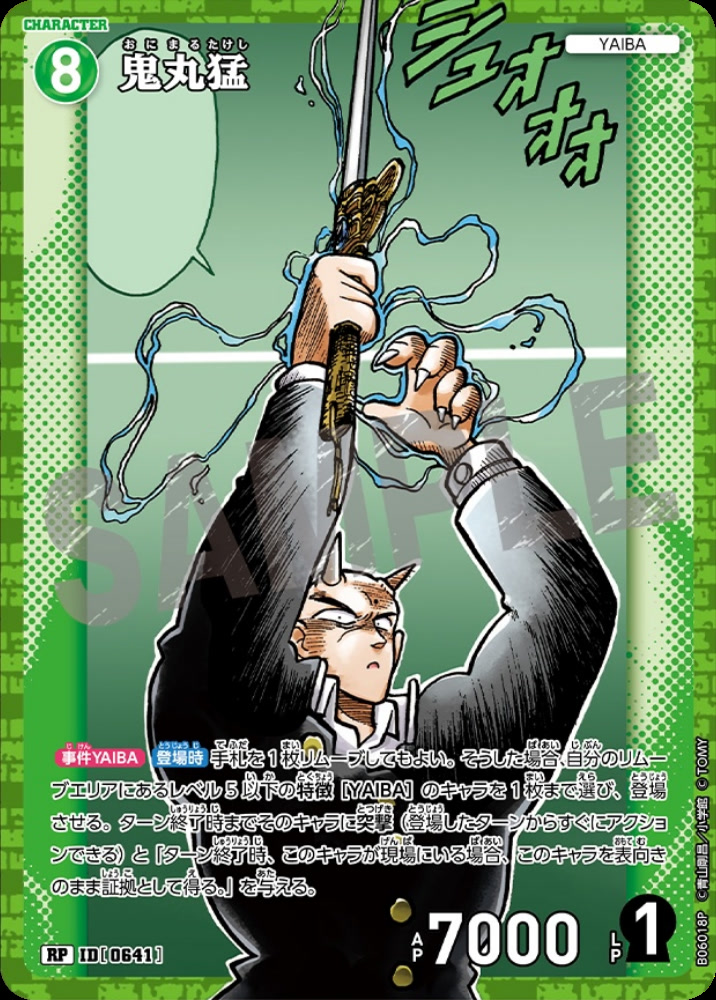 CHARACTER
8
おにまるたけし
鬼丸猛
YAIBA
シュオオオ
SAMPLE
事件YAIBA 登場時 手札を1枚リムーブしてもよい。そうした場合、自分のリムー
ブエリアにあるレベル5以下の特徴［YAIBA］のキャラを1枚まで選び、登場
させる。ターン終了時までそのキャラに突撃（登場したターンからすぐにアクショ
ンできる）と「ターン終了時、このキャラが現場にいる場合、このキャラを表向き
のまま証拠として得る。」を与える。
RP ID[0641]
AP 7000
LP 1
B06018P ©青山剛昌／小学館 © TOMY